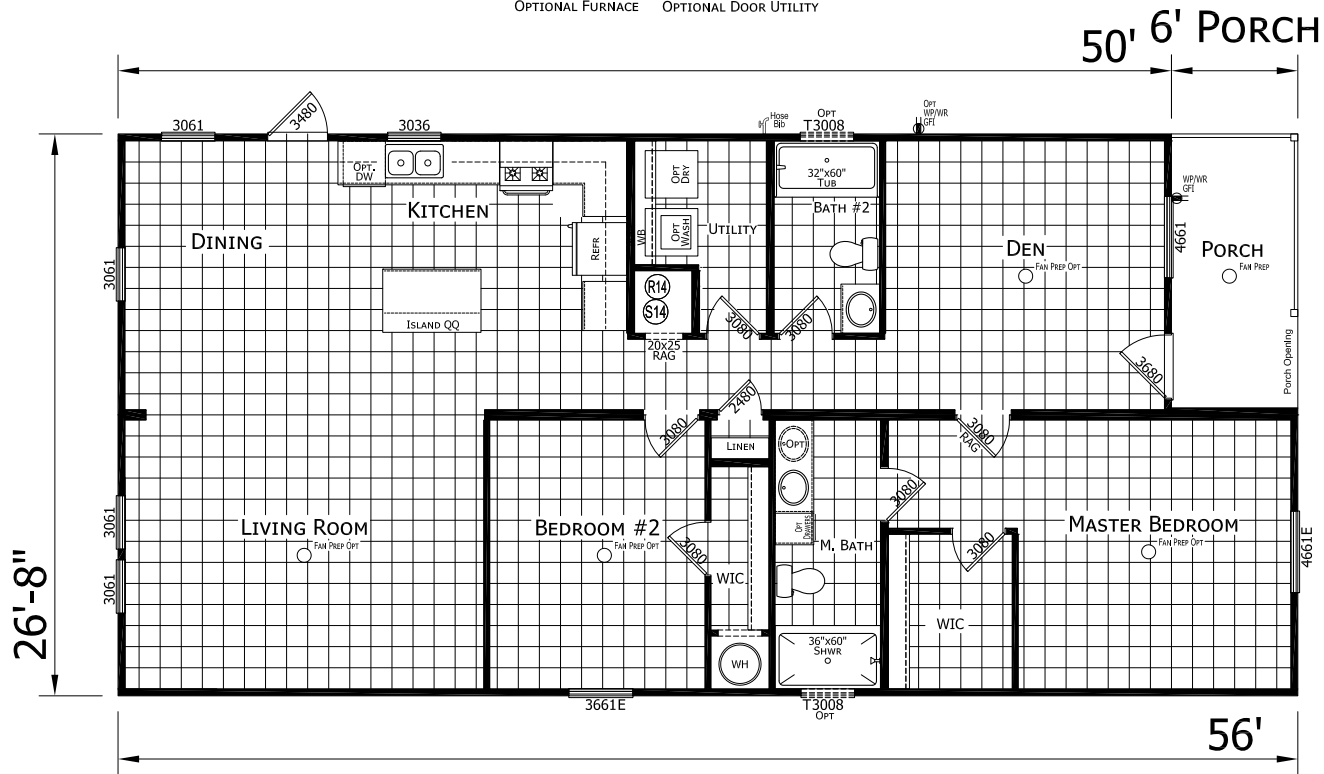 OPTIONAL FURNACE OPTIONAL DOOR UTILITY
50' 6' PORCH
3061
3480
3036
Hose
Bib
OPT
T3008
OPT
WP/WR
GFI
OPT.
DW
OPT
DRY
32"x60"
TUB
WP/WR
GFI
KITCHEN
BATH #2
DINING
WB
OPT
WASH
UTILITY
REFR
DEN
FAN PREP OPT
4661
PORCH
FAN PREP
3061
R14
S14
ISLAND QQ
3080
3080
20x25
RAG
3680
Porch Opening
2480
3080
LINEN
OPT
3080
RAG
3080
OPT
DRAWERS
3061
LIVING ROOM
FAN PREP OPT
BEDROOM #2
FAN PREP OPT
3080
M. BATH
3080
MASTER BEDROOM
FAN PREP OPT
4661E
3061
WIC
WIC
26'-8"
36"x60"
SHWR
WH
3661E
T3008
OPT
56'